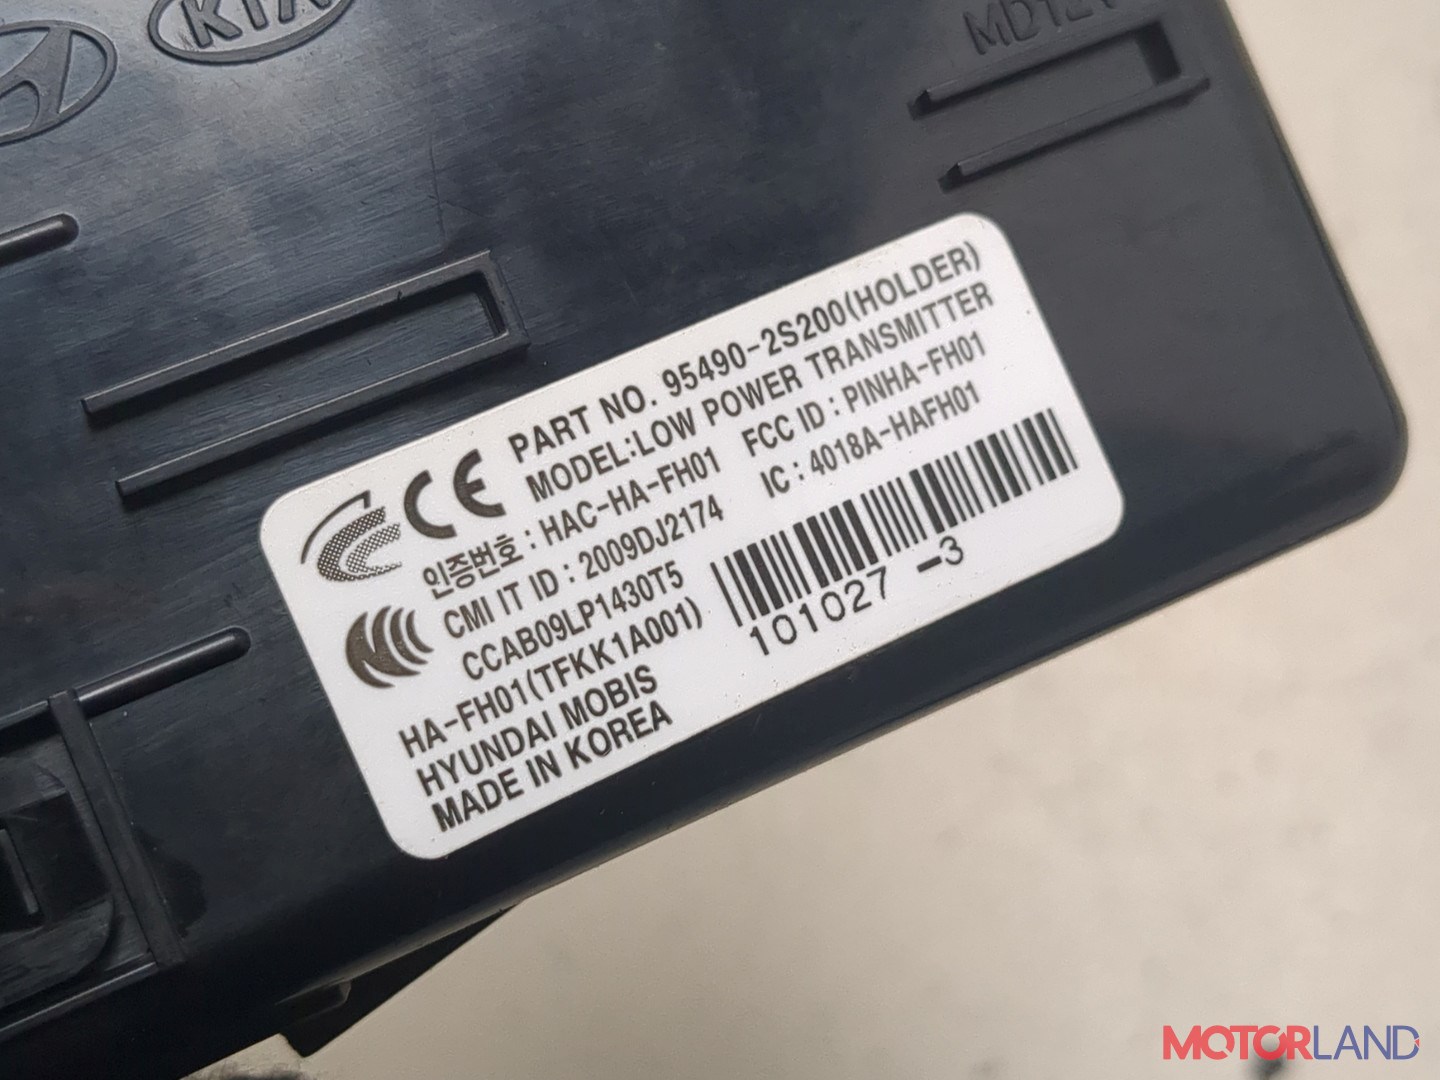 KIA
PART NO. 95490-2S200(HOLDER)
MODEL:LOW POWER TRANSMITTER
인증번호 : HAC-HA-FH01 FCC ID : PINHA-FH01
CMI IT ID : 2009DJ2174 IC : 4018A-HAFH01
CCAB09LP1430T5
HA-FH01(TFKK1A001)
HYUNDAI MOBIS
MADE IN KOREA
101027 -3
MOTORLAND